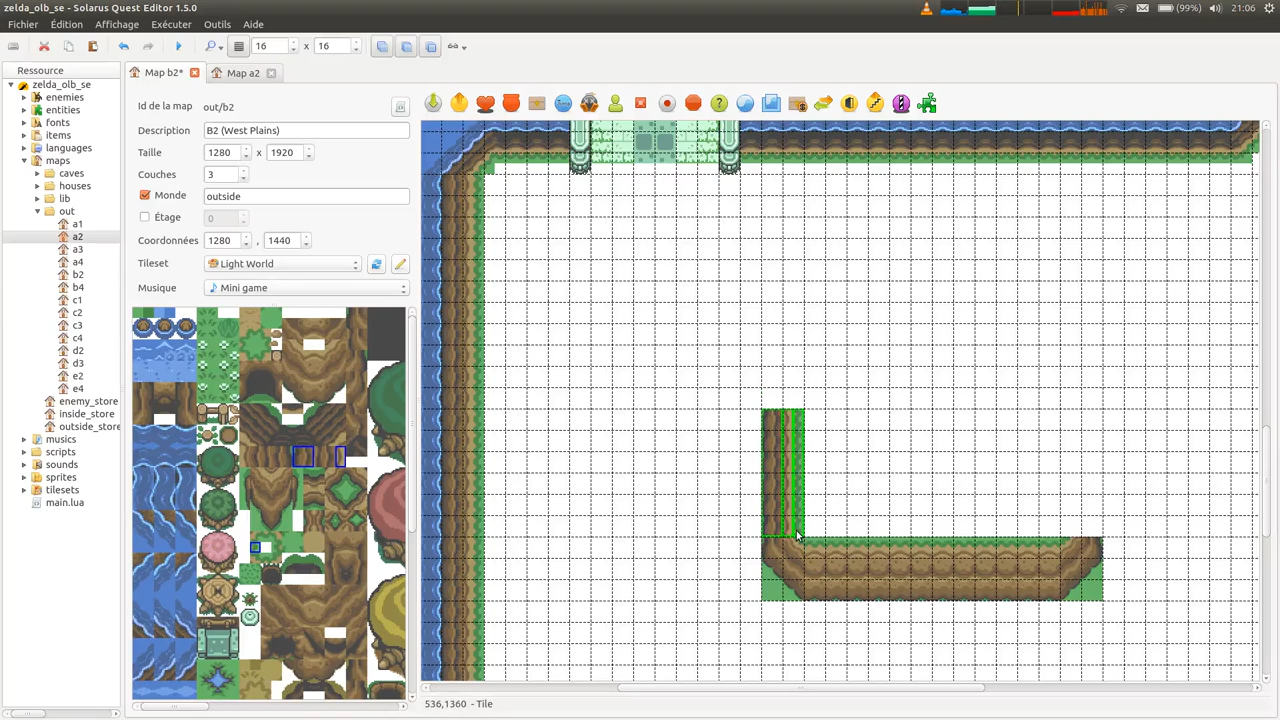 zelda_olb_se - Solarus Quest Editor 1.5.0
(99%) 21:06
Fichier Édition Affichage Exécuter Outils Aide
16 x 16
Ressource
zelda_olb_se
enemies
entities
fonts
items
languages
maps
caves
houses
lib
out
a1
a2
a3
a4
b2
b4
c1
c2
c3
c4
d2
d3
e2
e4
enemy_store
inside_store
outside_store
musics
scripts
sounds
sprites
tilesets
main.lua
Map b2* Map a2
Id de la map out/b2
Description B2 (West Plains)
Taille 1280 x 1920
Couches 3
Monde outside
Étage 0
Coordonnées 1280 , 1440
Tileset Light World
Musique Mini game
536,1360 - Tile